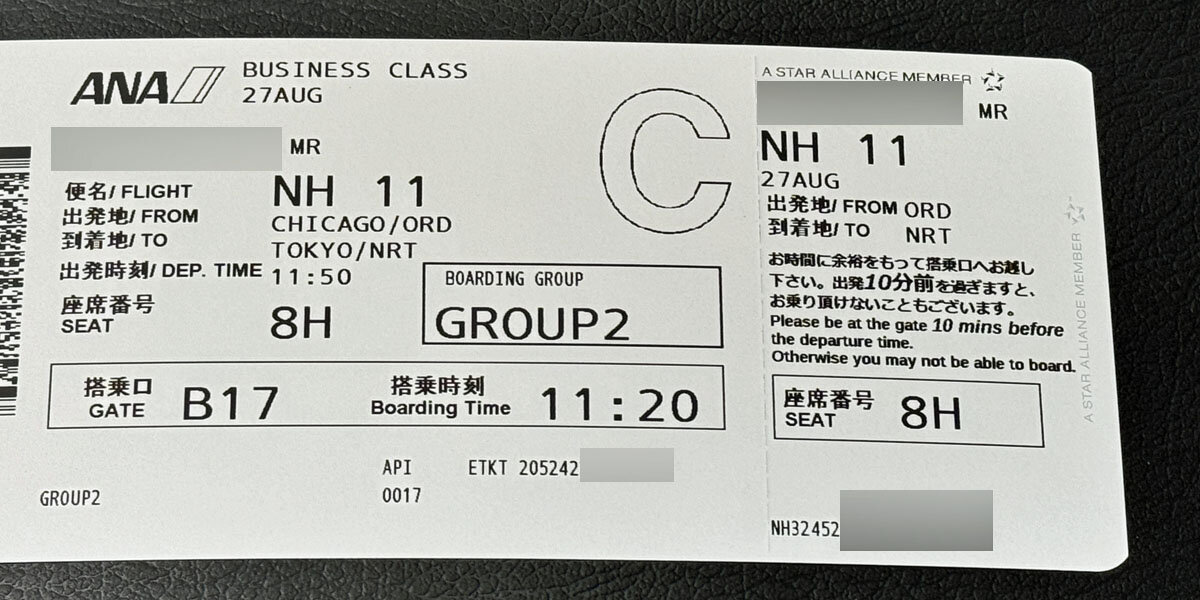 ANA
BUSINESS CLASS
27AUG
MR
便名/ FLIGHT NH 11
出発地/ FROM CHICAGO/ORD
到着地/ TO TOKYO/NRT
出発時刻/ DEP. TIME 11:50
座席番号
SEAT 8H
BOARDING GROUP
GROUP2
C
搭乗口
GATE B17
搭乗時刻
Boarding Time 11:20
API ETKT 205242
0017
GROUP2
A STAR ALLIANCE MEMBER
MR
NH 11
27AUG
出発地/ FROM ORD
到着地/ TO NRT
お時間に余裕をもって搭乗口へお越し
下さい。出発10分前を過ぎますと、
お乗り頂けないこともございます。
Please be at the gate 10 mins before
the departure time.
Otherwise you may not be able to board.
座席番号
SEAT 8H
NH32452
A STAR ALLIANCE MEMBER